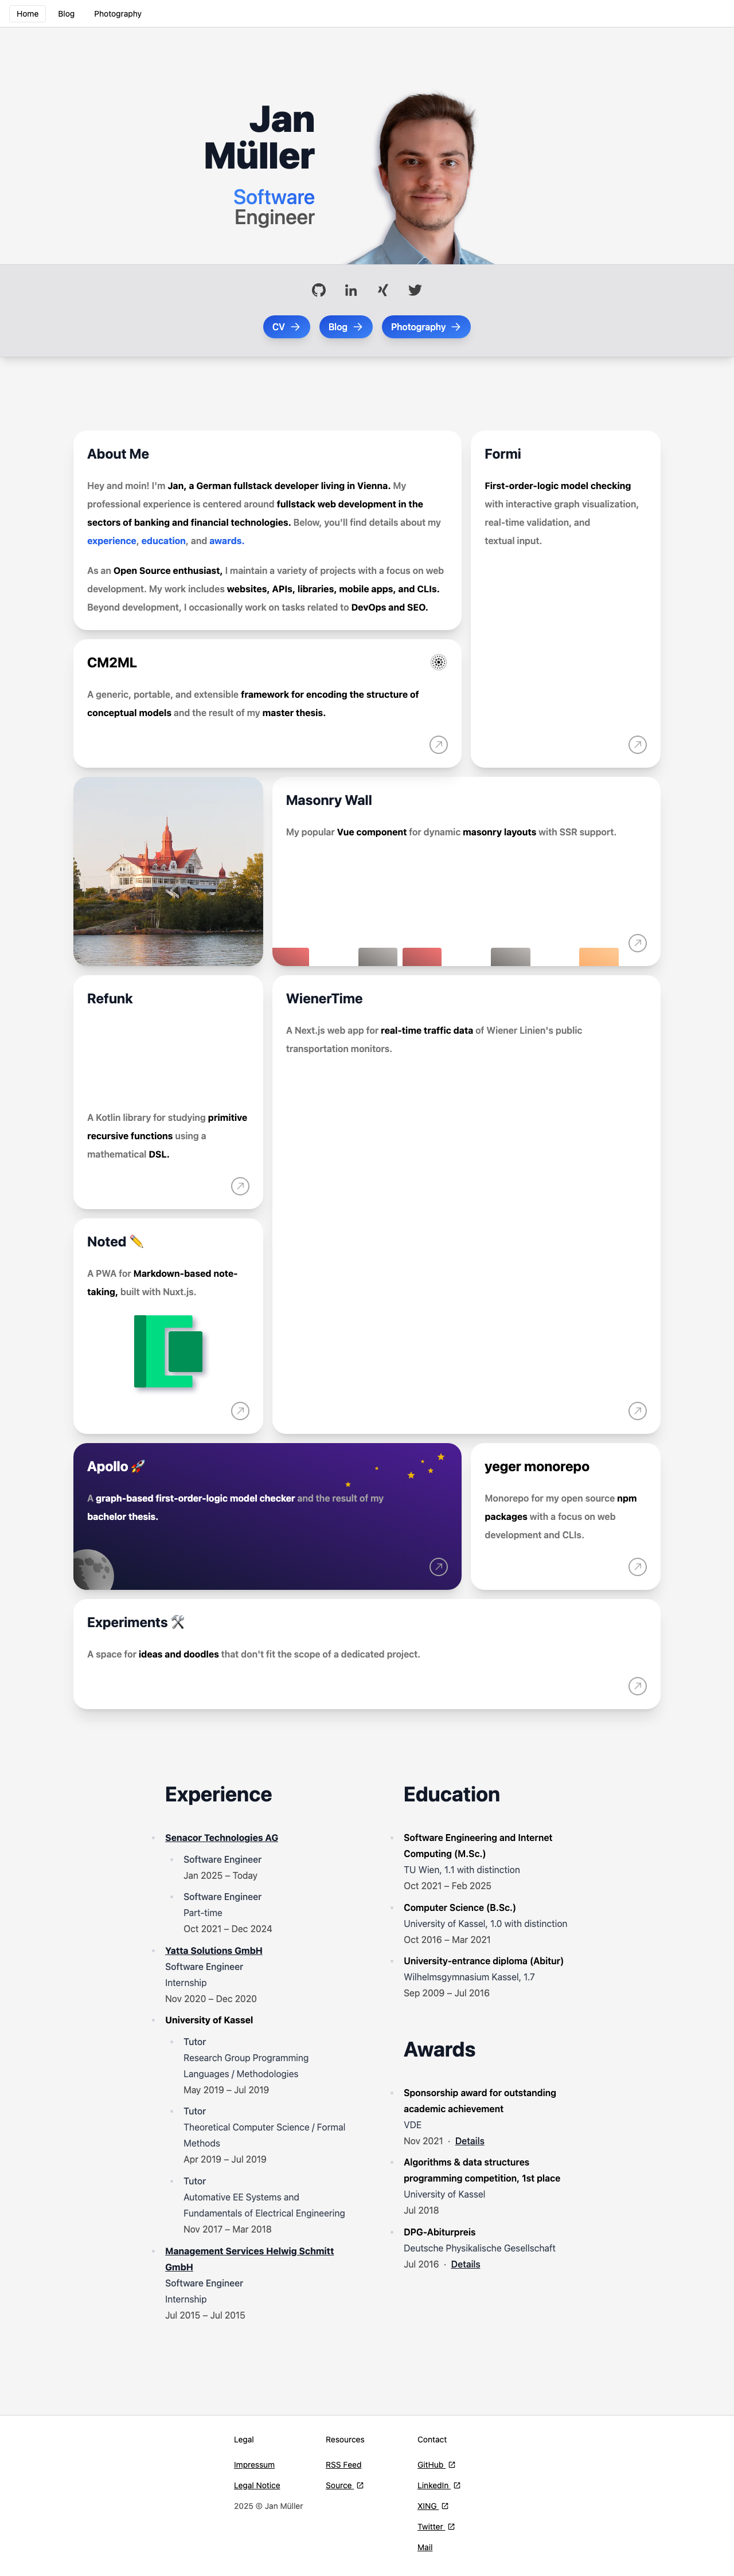 Home
Blog
Photography
Jan
Müller
Software
Engineer
CV
Blog
Photography
About Me
Hey and moin! I'm Jan, a German fullstack developer living in Vienna. My
professional experience is centered around fullstack web development in the
sectors of banking and financial technologies. Below, you'll find details about my
experience, education, and awards.
As an Open Source enthusiast, I maintain a variety of projects with a focus on web
development. My work includes websites, APIs, libraries, mobile apps, and CLIs.
Beyond development, I occasionally work on tasks related to DevOps and SEO.
Formi
First-order-logic model checking
with interactive graph visualization,
real-time validation, and
textual input.
CM2ML
A generic, portable, and extensible framework for encoding the structure of
conceptual models and the result of my master thesis.
Masonry Wall
My popular Vue component for dynamic masonry layouts with SSR support.
Refunk
A Kotlin library for studying primitive
recursive functions using a
mathematical DSL.
WienerTime
A Next.js web app for real-time traffic data of Wiener Linien's public
transportation monitors.
Noted ✏️
A PWA for Markdown-based note-
taking, built with Nuxt.js.
Apollo 🚀
A graph-based first-order-logic model checker and the result of my
bachelor thesis.
yeger monorepo
Monorepo for my open source npm
packages with a focus on web
development and CLIs.
Experiments 🛠️
A space for ideas and doodles that don't fit the scope of a dedicated project.
Experience
Senacor Technologies AG
Software Engineer
Jan 2025 – Today
Software Engineer
Part-time
Oct 2021 – Dec 2024
Yatta Solutions GmbH
Software Engineer
Internship
Nov 2020 – Dec 2020
University of Kassel
Tutor
Research Group Programming
Languages / Methodologies
May 2019 – Jul 2019
Tutor
Theoretical Computer Science / Formal
Methods
Apr 2019 – Jul 2019
Tutor
Automotive EE Systems and
Fundamentals of Electrical Engineering
Nov 2017 – Mar 2018
Management Services Helwig Schmitt
GmbH
Software Engineer
Internship
Jul 2015 – Jul 2015
Education
Software Engineering and Internet
Computing (M.Sc.)
TU Wien, 1.1 with distinction
Oct 2021 – Feb 2025
Computer Science (B.Sc.)
University of Kassel, 1.0 with distinction
Oct 2016 – Mar 2021
University-entrance diploma (Abitur)
Wilhelmsgymnasium Kassel, 1.7
Sep 2009 – Jul 2016
Awards
Sponsorship award for outstanding
academic achievement
VDE
Nov 2021 · Details
Algorithms & data structures
programming competition, 1st place
University of Kassel
Jul 2018
DPG-Abiturpreis
Deutsche Physikalische Gesellschaft
Jul 2016 · Details
Legal
Impressum
Legal Notice
2025 © Jan Müller
Resources
RSS Feed
Source
Contact
GitHub
LinkedIn
XING
Twitter
Mail